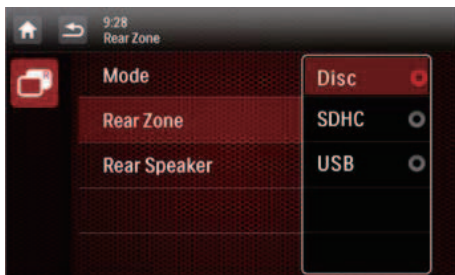 9:28
Rear Zone
Mode
Disc
Rear Zone
SDHC
Rear Speaker
USB